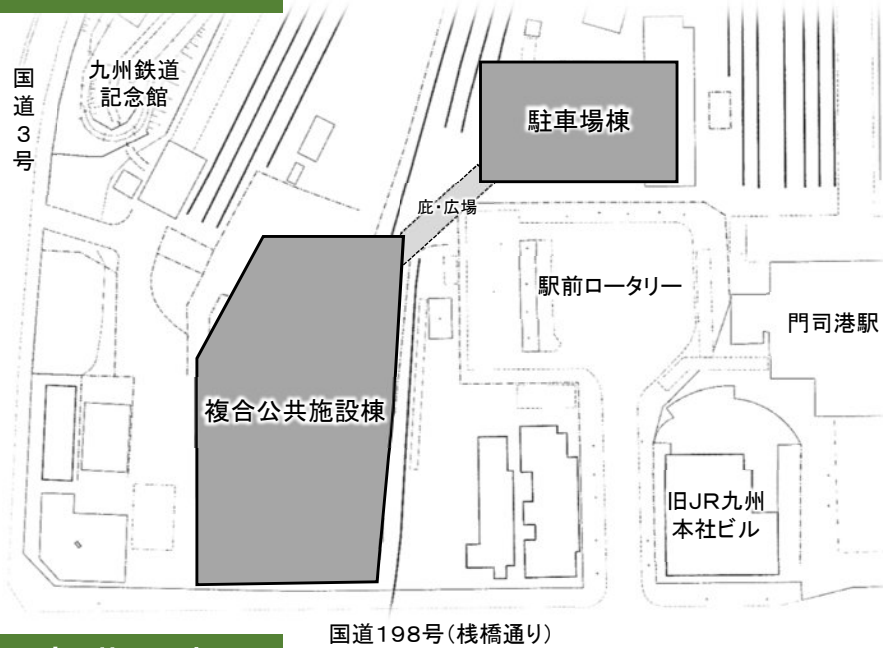 国道３号
九州鉄道
記念館
駐車場棟
庇・広場
駅前ロータリー
門司港駅
複合公共施設棟
旧ＪＲ九州
本社ビル
国道１９８号（桟橋通り）